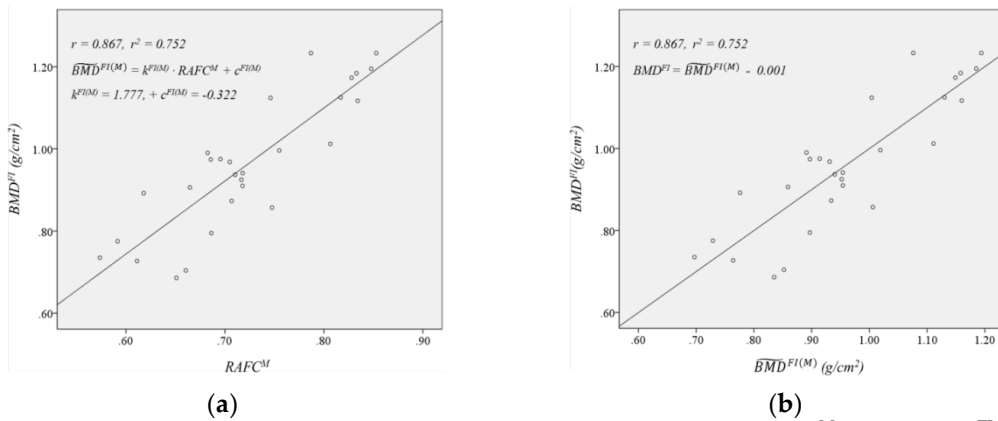 r = 0.867, r² = 0.752
B͠M͠D͠^FI(M) = k^FI(M) · RAFC^M + c^FI(M)
k^FI(M) = 1.777, + c^FI(M) = -0.322
BMD^FI (g/cm²)
1.20
1.00
.80
.60
.60 .70 .80 .90
RAFC^M
(a)
r = 0.867, r² = 0.752
BMD^FI = B͠M͠D͠^FI(M) - 0.001
BMD^FI (g/cm²)
1.20
1.00
.80
.60
.60 .70 .80 .90 1.00 1.10 1.20
B͠M͠D͠^FI(M) (g/cm²)
(b)